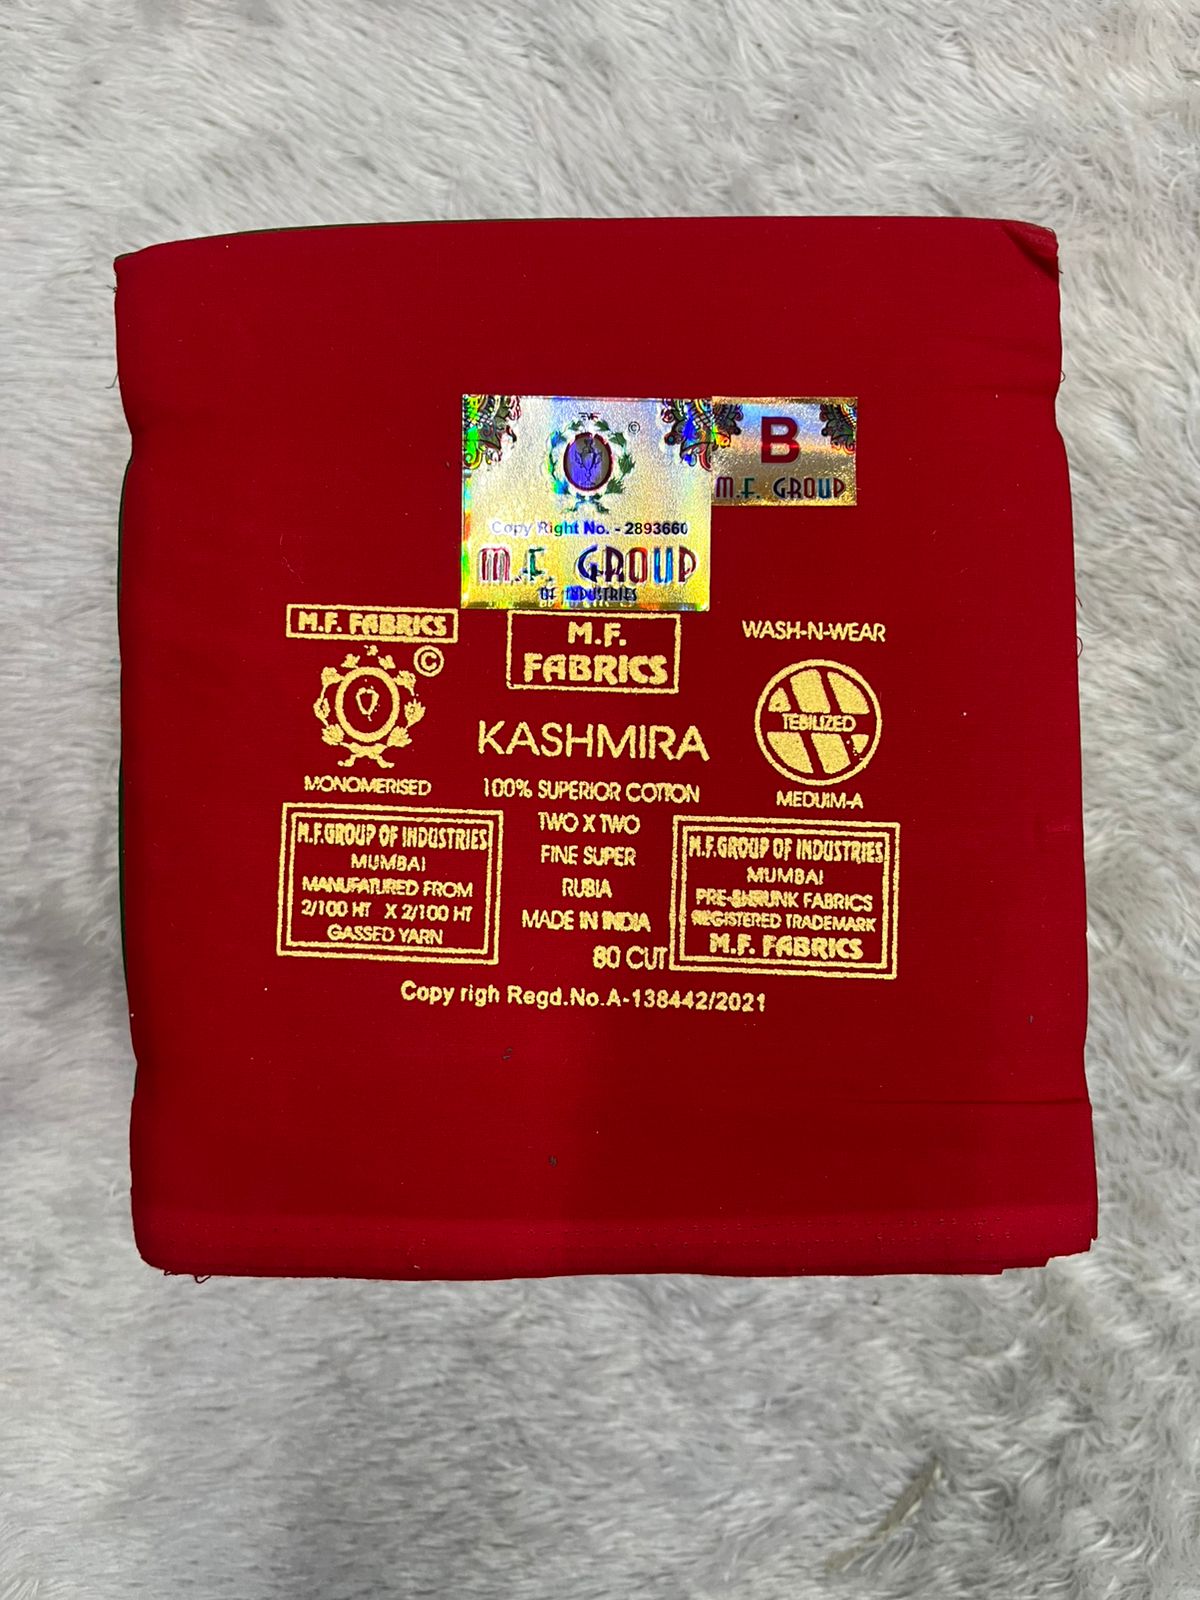 Copy Right No. - 2893660
M.F. GROUP
OF INDUSTRIES
B
M.F. GROUP
M.F. FABRICS
©
MONOMERISED
M.F.GROUP OF INDUSTRIES
MUMBAI
MANUFATURED FROM
2/100 HT X 2/100 HT
GASSED YARN
M.F.
FABRICS
KASHMIRA
100% SUPERIOR COTTON
TWO X TWO
FINE SUPER
RUBIA
MADE IN INDIA
80 CUT
WASH-N-WEAR
TEBILIZED
MEDUIM-A
M.F.GROUP OF INDUSTRIES
MUMBAI
PRE-SHRUNK FABRICS
REGISTERED TRADEMARK
M.F. FABRICS
Copy righ Regd.No.A-138442/2021